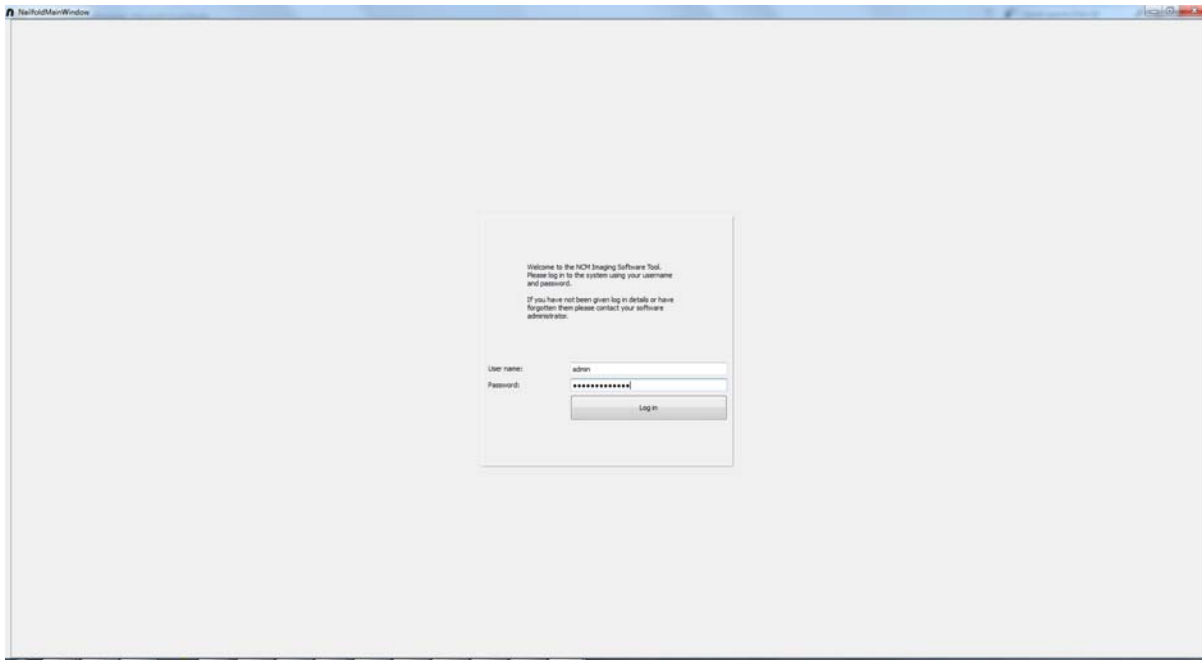 NailfoldMainWindow
Welcome to the NCM Imaging Software Tool.
Please log in to the system using your username
and password.
If you have not been given log in details or have
forgotten them please contact your software
administrator.
User name:
admin
Password:
•••••••••••••
Log in